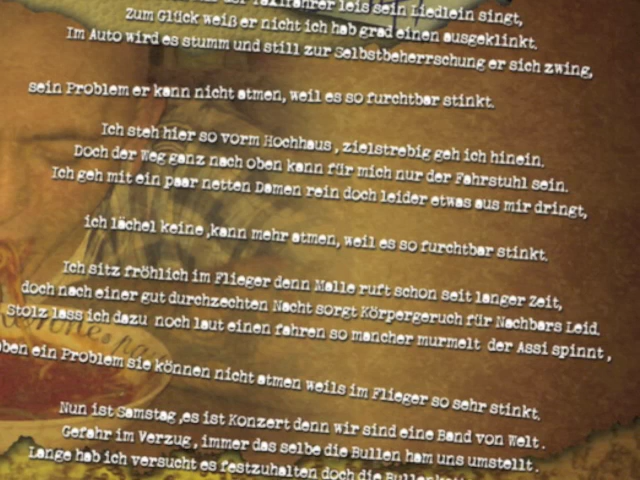 der Taxifahrer leis sein Liedlein singt,
zum Glück weiß er nicht ich hab grad einen ausgeklinkt.
Im Auto wird es stumm und still zur Selbstbeherrschung er sich zwing,
sein Problem er kann nicht atmen, weil es so furchtbar stinkt.
Ich steh hier so vorm Hochhaus, zielstrebig geh ich hinein.
Doch der Weg ganz nach oben kann für mich nur der Fahrstuhl sein.
Ich geh mit ein paar netten Damen rein doch leider etwas aus mir dringt,
ich lächel keine ,kann mehr atmen, weil es so furchtbar stinkt.
Ich sitz fröhlich im Flieger denn Malle ruft schon seit langer Zeit,
doch nach einer gut durchzechten Nacht sorgt Körpergeruch für Nachbars Leid.
Stolz lass ich dazu noch laut einen fahren so mancher murmelt der Assi spinnt,
ein Problem sie können nicht atmen weils im Flieger so sehr stinkt.
Nun ist Samstag ,es ist Konzert denn wir sind eine Band von Welt.
Gefahr im Verzug, immer das selbe die Bullen ham uns umstellt.
Lange hab ich versucht es festzuhalten doch die